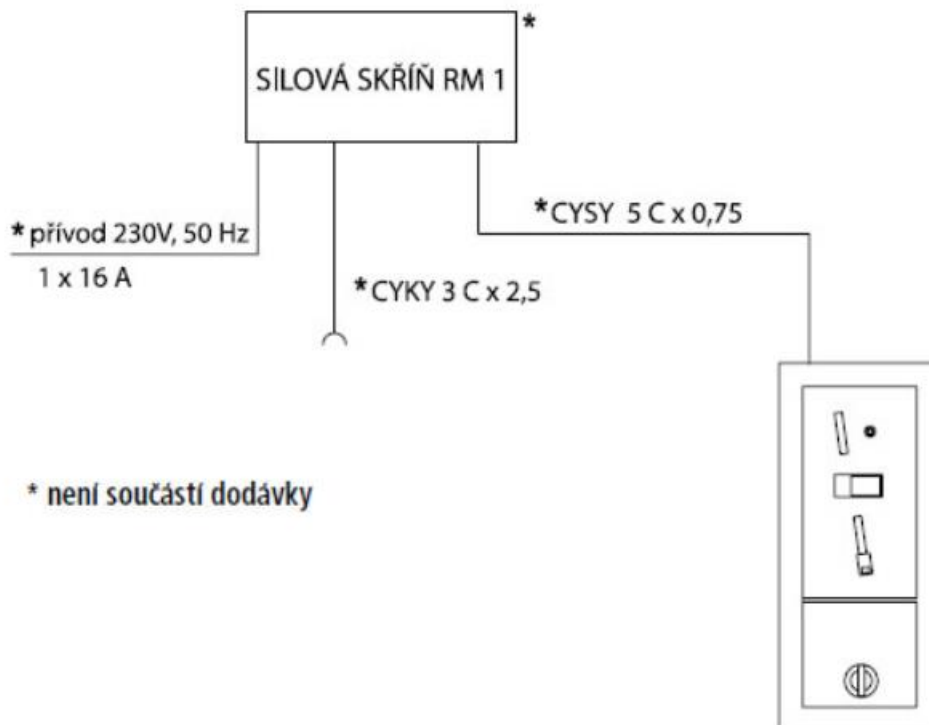 *
SILOVÁ SKŘÍŇ RM 1
* CYSY 5 C x 0,75
* přívod 230V, 50 Hz
1 x 16 A
* CYKY 3 C x 2,5
* není součástí dodávky